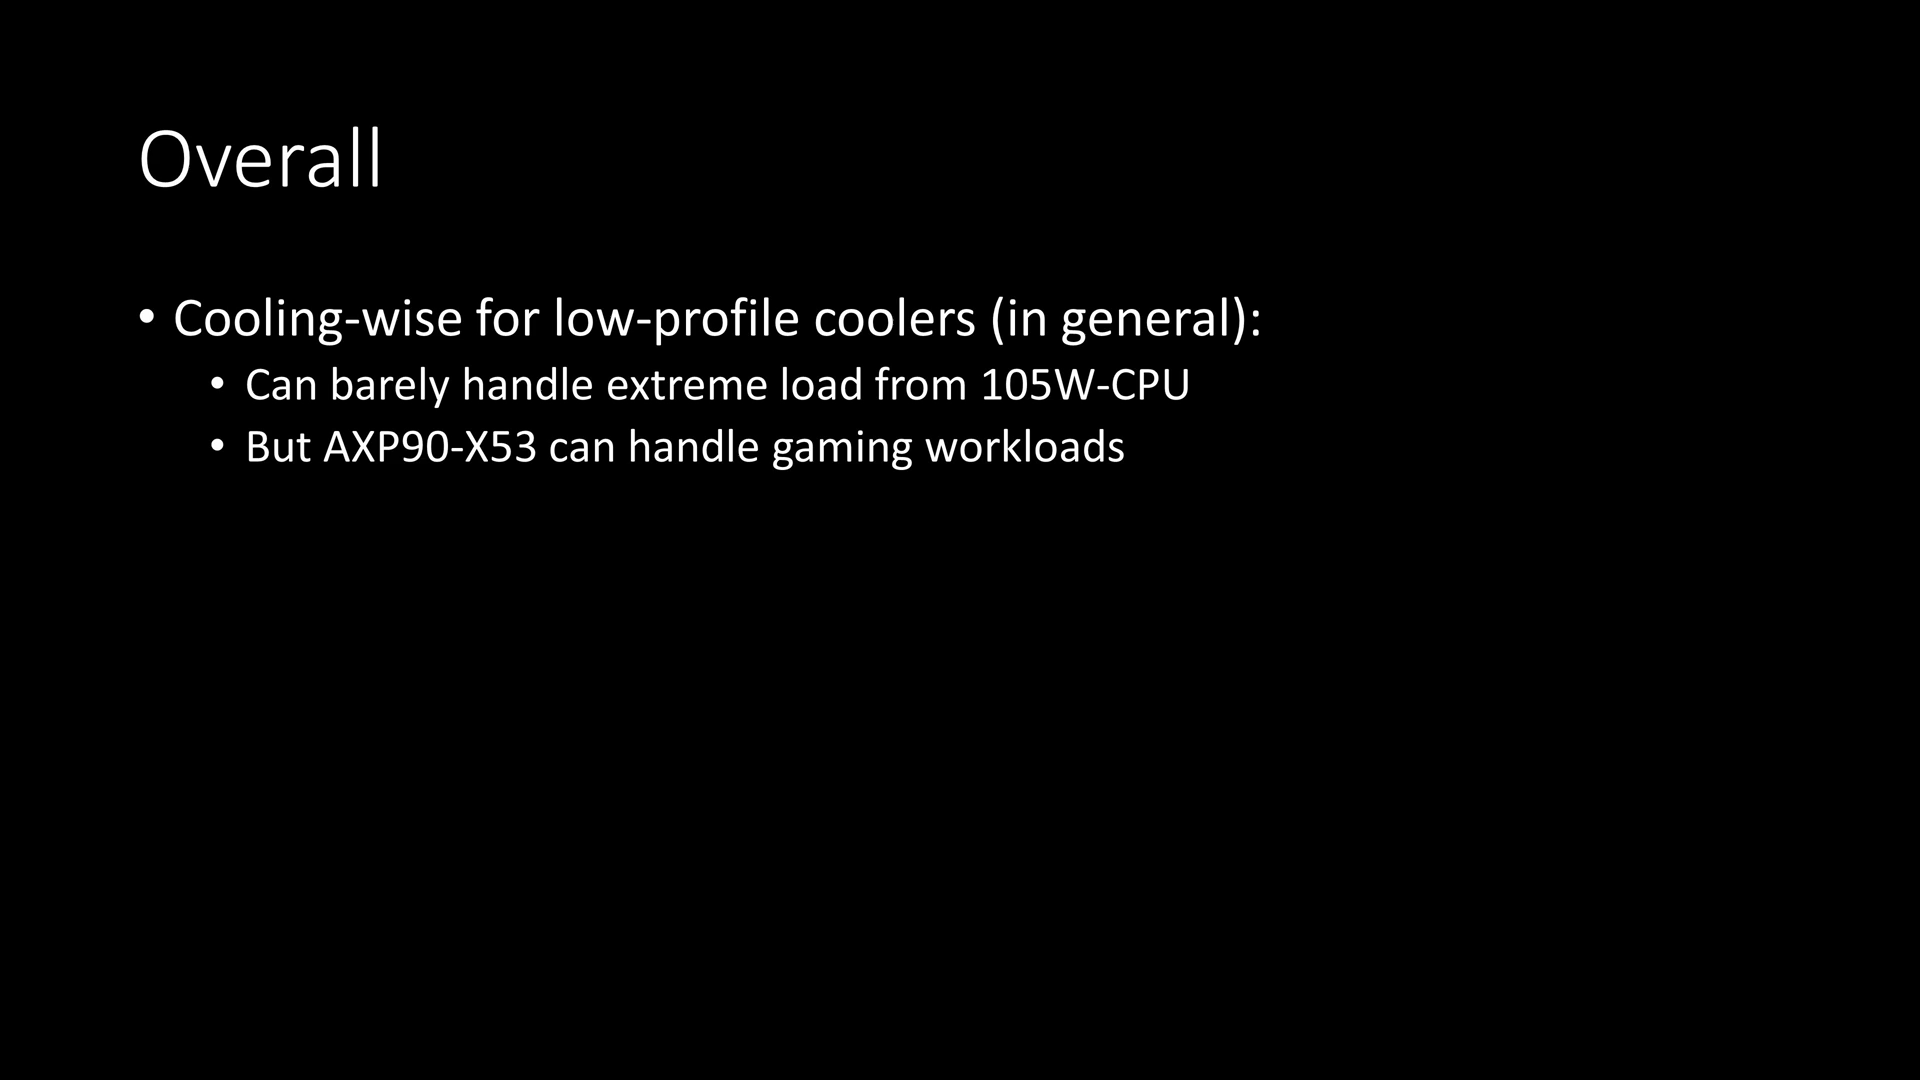 Overall
• Cooling-wise for low-profile coolers (in general):
• Can barely handle extreme load from 105W-CPU
• But AXP90-X53 can handle gaming workloads